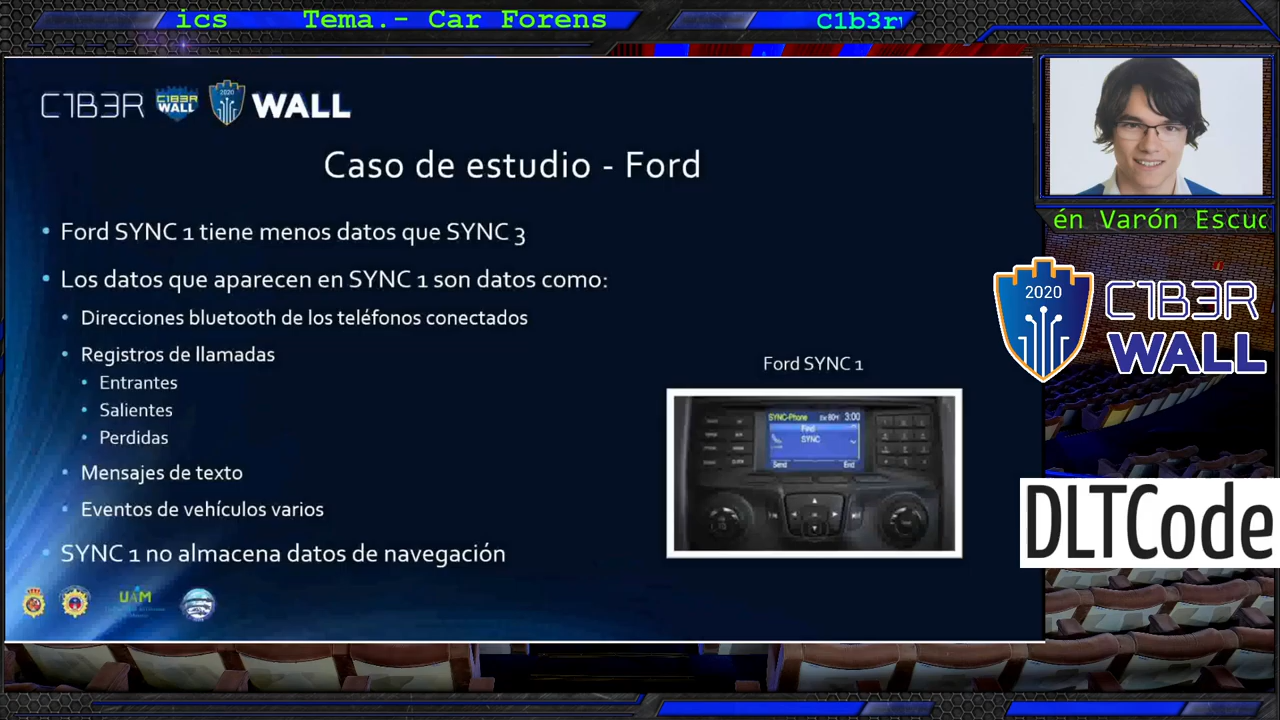 ics Tema.- Car Forens
C1b3r
C1B3R C1B3R WALL 2020 WALL
Caso de estudio - Ford
• Ford SYNC 1 tiene menos datos que SYNC 3
• Los datos que aparecen en SYNC 1 son datos como:
• Direcciones bluetooth de los teléfonos conectados
• Registros de llamadas
• Entrantes
• Salientes
• Perdidas
• Mensajes de texto
• Eventos de vehículos varios
• SYNC 1 no almacena datos de navegación
Ford SYNC 1
SYNC-Phone 3:00
Find
SYNC
Send End
UAM
én Varón Escud
2020 C1B3R
WALL
DLTCode